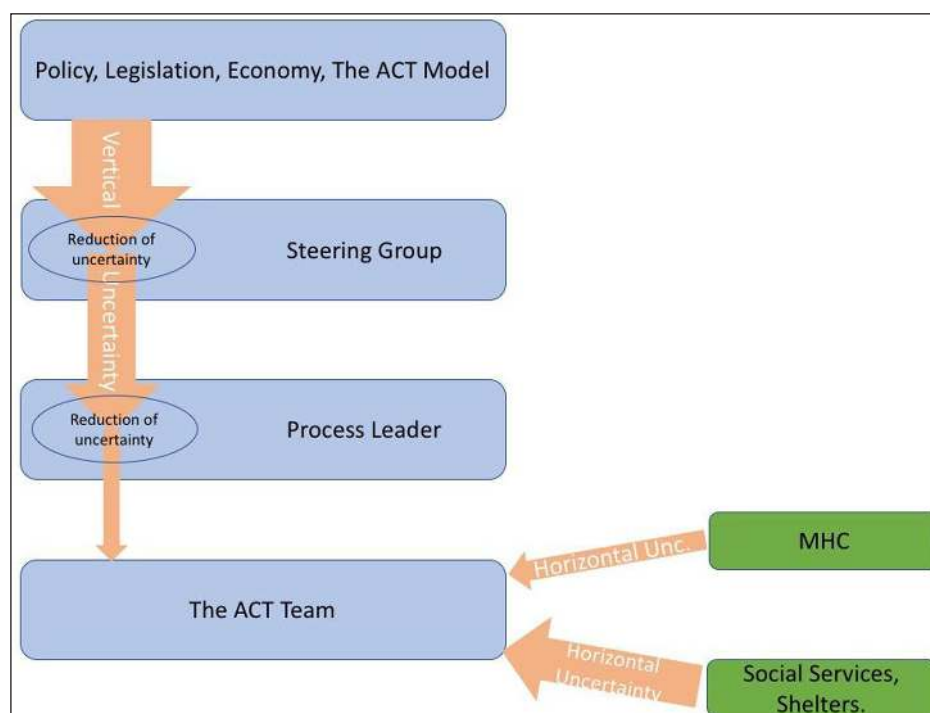 Policy, Legislation, Economy, The ACT Model
Vertical
Reduction of
uncertainty
Steering Group
Uncertainty
Reduction of
uncertainty
Process Leader
MHC
Horizontal Unc.
The ACT Team
Horizontal
Uncertainty
Social Services,
Shelters.